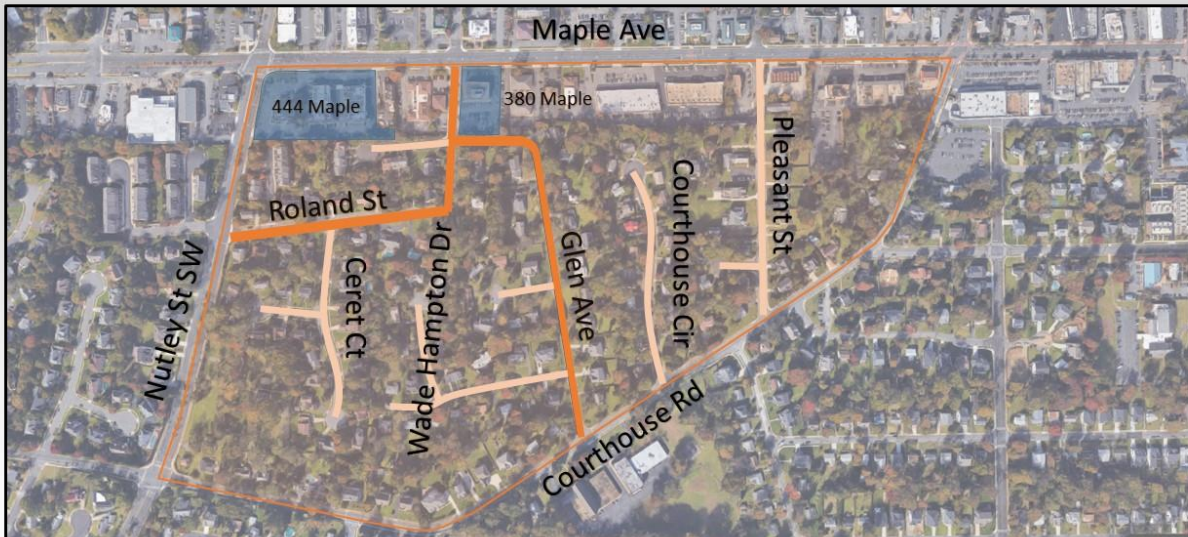 Maple Ave
444 Maple
380 Maple
Pleasant St
Courthouse Cir
Roland St
Glen Ave
Wade Hampton Dr
Ceret Ct
Nutley St SW
Courthouse Rd